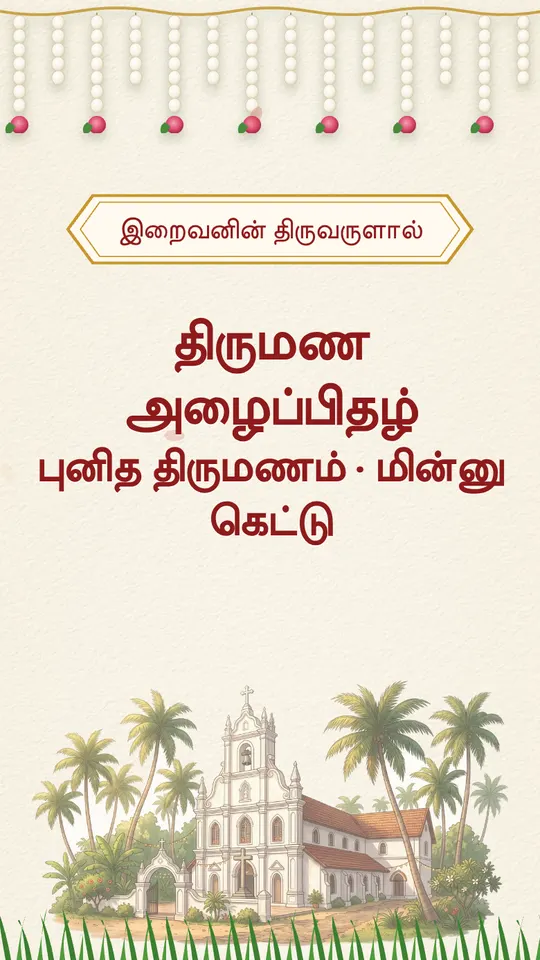 இறைவனின் திருவருளால்
திருமண
அழைப்பிதழ்
புனித திருமணம் · மின்னு
கெட்டு